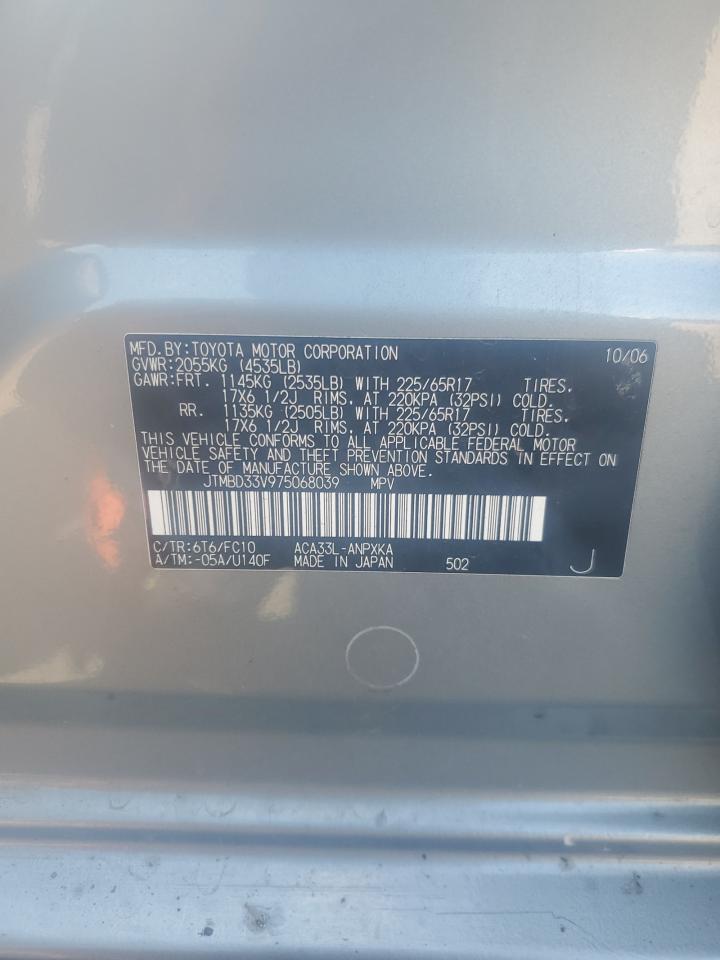 MFD.BY:TOYOTA MOTOR CORPORATION 10/06
GVWR:2055KG (4535LB)
GAWR:FRT. 1145KG (2535LB) WITH 225/65R17 TIRES,
17X6 1/2J RIMS, AT 220KPA (32PSI) COLD.
RR. 1135KG (2505LB) WITH 225/65R17 TIRES,
17X6 1/2J RIMS, AT 220KPA (32PSI) COLD.
THIS VEHICLE CONFORMS TO ALL APPLICABLE FEDERAL MOTOR
VEHICLE SAFETY AND THEFT PREVENTION STANDARDS IN EFFECT ON
THE DATE OF MANUFACTURE SHOWN ABOVE.
JTMBD33V975068039 MPV
C/TR:6T6/FC10 ACA33L-ANPXKA
A/TM:-05A/U140F MADE IN JAPAN 502 J